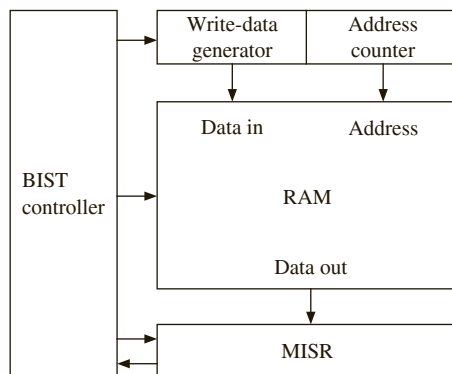 Write-data
generator
Address
counter
Data in
Address
BIST
controller
RAM
Data out
MISR